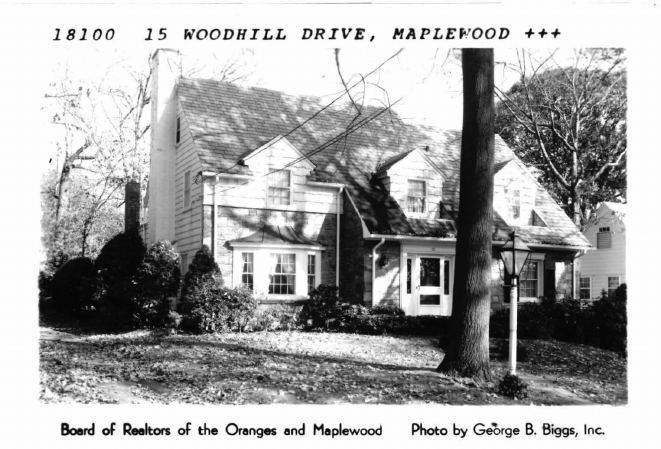 18100 15 WOODHILL DRIVE, MAPLEWOOD +++
Board of Realtors of the Oranges and Maplewood Photo by George B. Biggs, Inc.